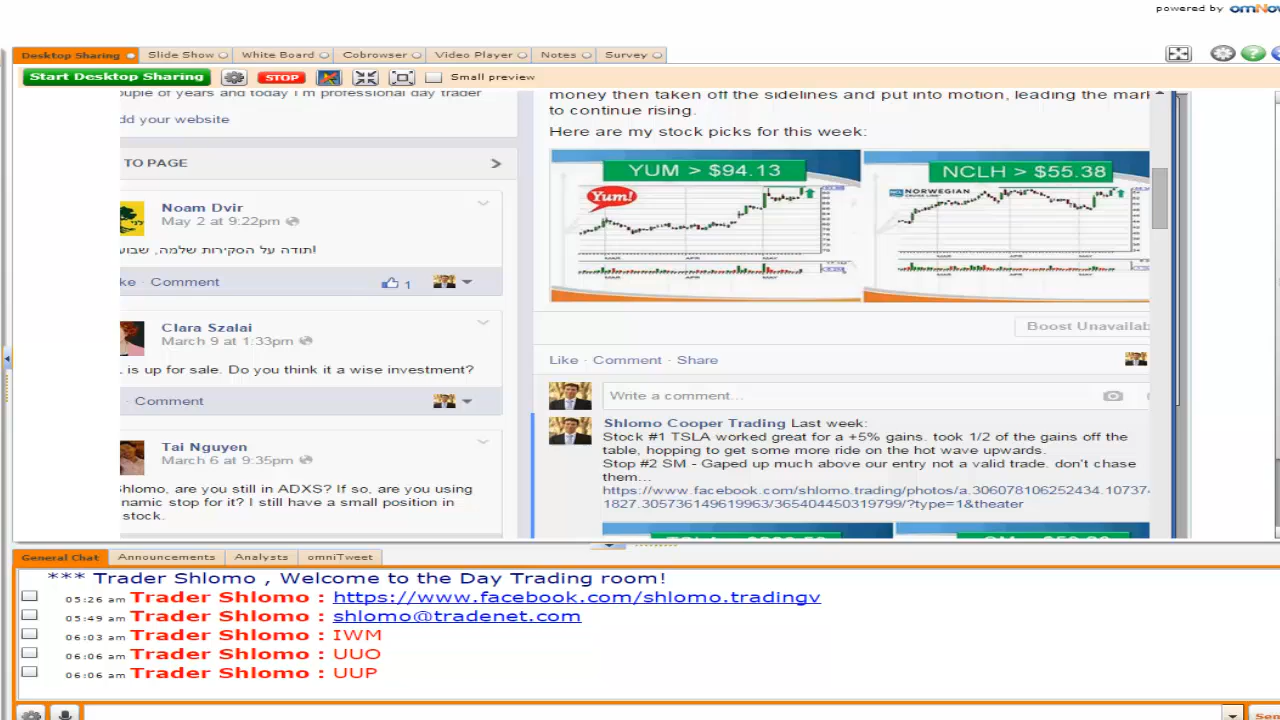 powered by
Desktop Sharing Slide Show White Board Cobrowser Video Player Notes Survey
Start Desktop Sharing STOP Small preview
ouple of years and today I'm professional day trader
dd your website
TO PAGE
Noam Dvir
May 2 at 9:22pm
תודה על הסקירות שלמה, שבוע!
ke · Comment 1
Clara Szalai
March 9 at 1:33pm
. is up for sale. Do you think it a wise investment?
· Comment
Tai Nguyen
March 6 at 9:35pm
Shlomo, are you still in ADXS? If so, are you using
namic stop for it? I still have a small position in
stock.
money then taken off the sidelines and put into motion, leading the mark
to continue rising.
Here are my stock picks for this week:
YUM > $94.13
Yum!
NCLH > $55.38
NORWEGIAN
Boost Unavailab
Like · Comment · Share
Write a comment...
Shlomo Cooper Trading Last week:
Stock #1 TSLA worked great for a +5% gains. took 1/2 of the gains off the
table, hopping to get some more ride on the hot wave upwards.
Stop #2 SM - Gaped up much above our entry not a valid trade. don't chase
them...
https://www.facebook.com/shlomo.trading/photos/a.306078106252434.10737
1827.305736149619963/365404450319799/?type=1&theater
General Chat Announcements Analysts omniTweet
*** Trader Shlomo , Welcome to the Day Trading room!
05:26 am Trader Shlomo : https://www.facebook.com/shlomo.tradingv
05:49 am Trader Shlomo : shlomo@tradenet.com
06:03 am Trader Shlomo : IWM
06:06 am Trader Shlomo : UUO
06:06 am Trader Shlomo : UUP